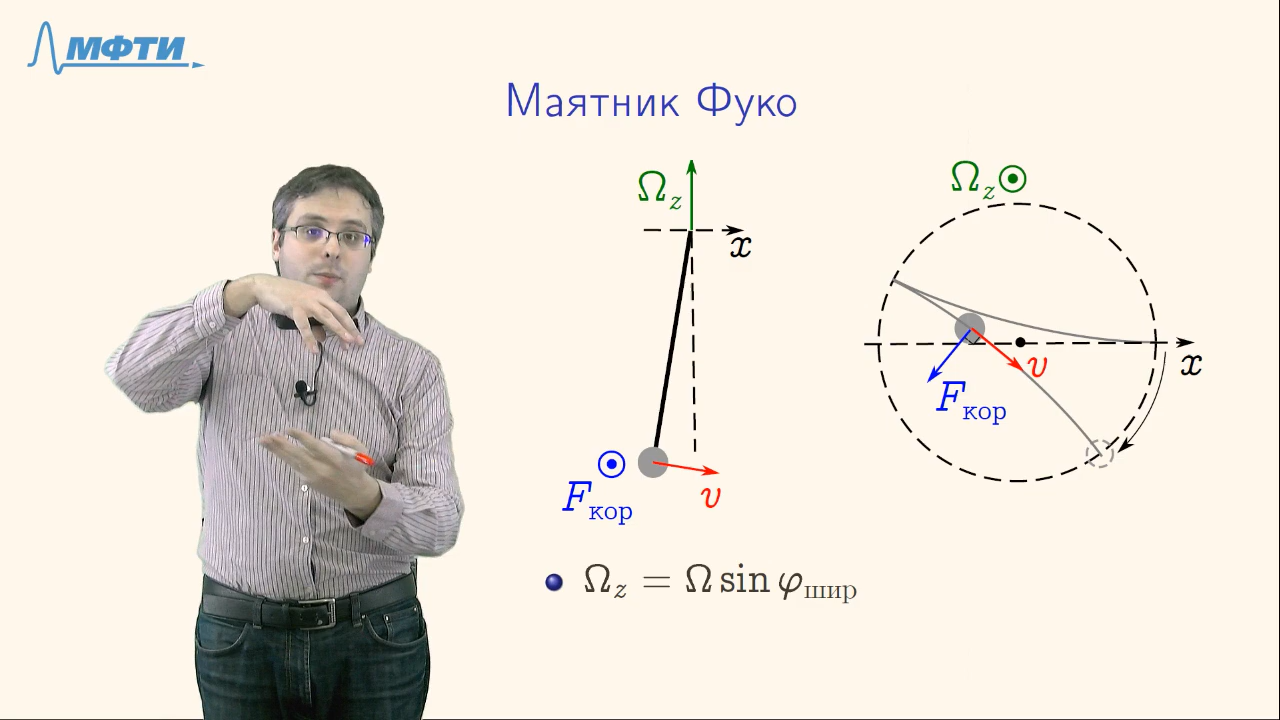 МФТИ
Маятник Фуко
Ω_z
x
F_кор
v
Ω_z
x
v
F_кор
Ω_z = Ω sin φ_шир